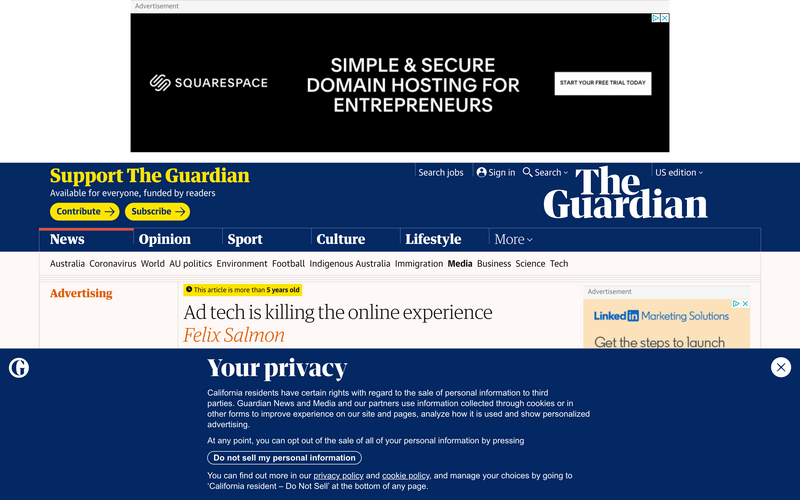 Advertisement
SQUARESPACE
SIMPLE & SECURE
DOMAIN HOSTING FOR
ENTREPRENEURS
START YOUR FREE TRIAL TODAY
Support The Guardian
Available for everyone, funded by readers
Contribute → Subscribe →
Search jobs Sign in Search US edition
The
Guardian
News Opinion Sport Culture Lifestyle More
Australia Coronavirus World AU politics Environment Football Indigenous Australia Immigration Media Business Science Tech
Advertising
This article is more than 5 years old
Ad tech is killing the online experience
Felix Salmon
Advertisement
Linked in Marketing Solutions
Get the steps to launch
Your privacy
California residents have certain rights with regard to the sale of personal information to third
parties. Guardian News and Media and our partners use information collected through cookies or in
other forms to improve experience on our site and pages, analyze how it is used and show personalized
advertising.
At any point, you can opt out of the sale of all of your personal information by pressing
Do not sell my personal information
You can find out more in our privacy policy and cookie policy, and manage your choices by going to
‘California resident – Do Not Sell’ at the bottom of any page.